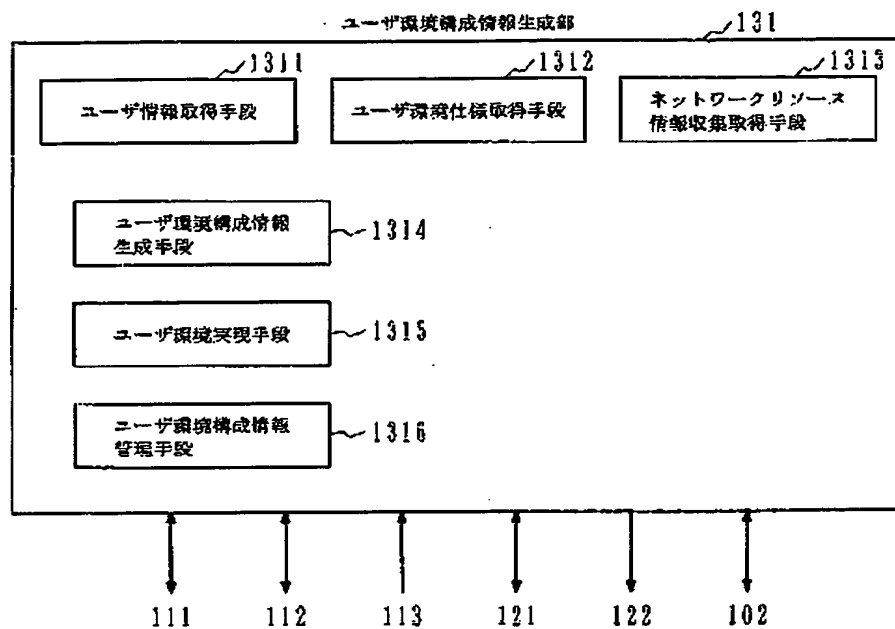 ユーザ環境構成情報生成部
131
1311
1312
1313
ユーザ情報取得手段
ユーザ環境仕様取得手段
ネットワークリソース
情報収集取得手段
ユーザ環境構成情報
生成手段
1314
ユーザ環境実現手段
1315
ユーザ環境構成情報
管理手段
1316
111
112
113
121
122
102